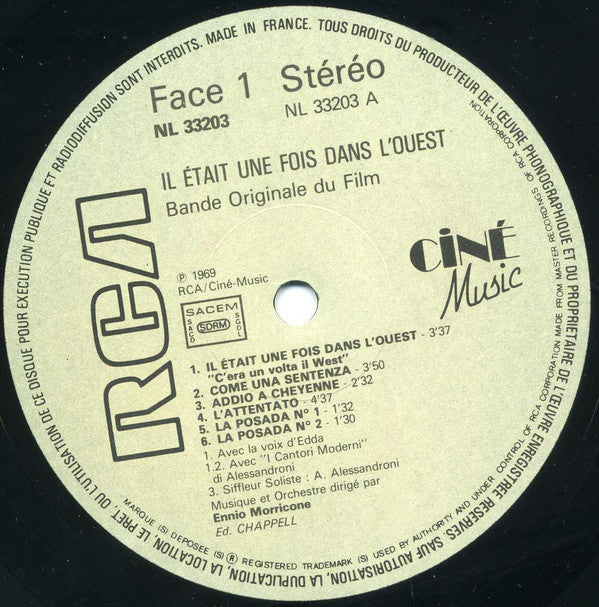 Face 1 Stéréo
NL 33203
NL 33203 A
IL ÉTAIT UNE FOIS DANS L'OUEST
Bande Originale du Film
RCA
Ciné
Music
℗ 1969
RCA/Ciné-Music
SACEM
SACD
SDRM
SGDL
1. IL ÉTAIT UNE FOIS DANS L'OUEST - 3'37
"C'era un volta il West"
2. COME UNA SENTENZA - 3'50
3. ADDIO A CHEYENNE - 2'32
4. L'ATTENTATO - 4'37
5. LA POSADA N° 1 - 1'32
6. LA POSADA N° 2 - 1'30
1. Avec la voix d'Edda
1.2. Avec "I Cantori Moderni"
di Alessandroni
3. Siffleur Soliste : A. Alessandroni
Musique et Orchestre dirigé par
Ennio Morricone
Ed. CHAPPELL
MADE IN FRANCE. TOUS DROITS DU PRODUCTEUR DE L'ŒUVRE PHONOGRAPHIQUE ET DU PROPRIETAIRE DE L'ŒUVRE ENREGISTREE RESERVES. SAUF AUTORISATION, LA DUPLICATION, LA LOCATION, LE PRET, OU L'UTILISATION DE CE DISQUE POUR EXECUTION PUBLIQUE ET RADIODIFFUSION SONT INTERDITS.
MARQUE (S) DEPOSEE (S) ® REGISTERED TRADEMARK (S) USED BY AUTHORITY AND UNDER CONTROL OF RCA CORPORATION MADE FROM MASTER RECORDINGS OF RCA CORPORATION